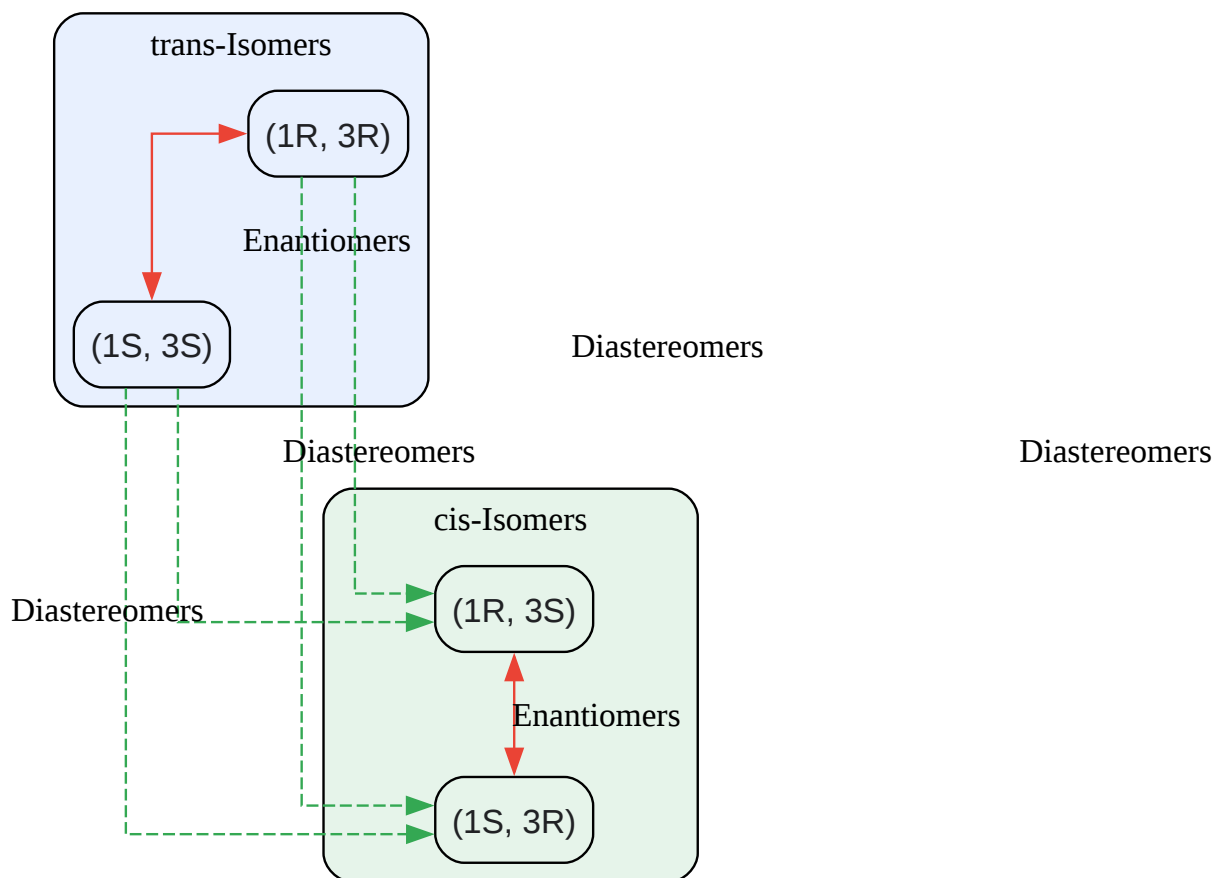 trans-Isomers
(1R, 3R)
Enantiomers
(1S, 3S)
Diastereomers
Diastereomers
Diastereomers
cis-Isomers
(1R, 3S)
Diastereomers
Enantiomers
(1S, 3R)